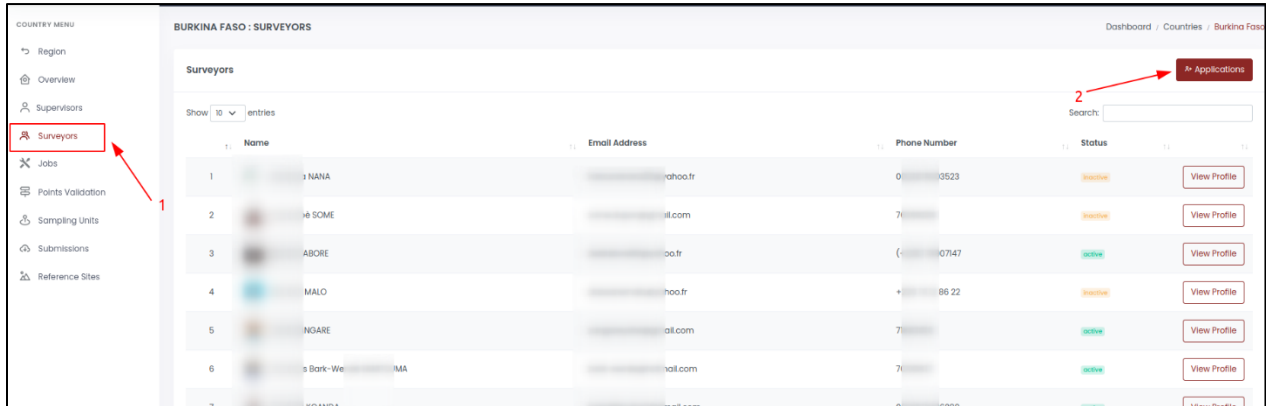 COUNTRY MENU
Region
Overview
Supervisors
Surveyors
Jobs
Points Validation
Sampling Units
Submissions
Reference Sites
1
BURKINA FASO : SURVEYORS
Dashboard / Countries / Burkina Faso
Surveyors
Applications
2
Show 10 entries
Search:
Name Email Address Phone Number Status
1 NANA ahoo.fr 0 3523 inactive View Profile
2 SOME il.com 7 inactive View Profile
3 ABORE oo.fr ( 07147 active View Profile
4 MALO hoo.fr + 86 22 inactive View Profile
5 NGARE ail.com 7 active View Profile
6 s Bark-We MA ail.com 7 active View Profile